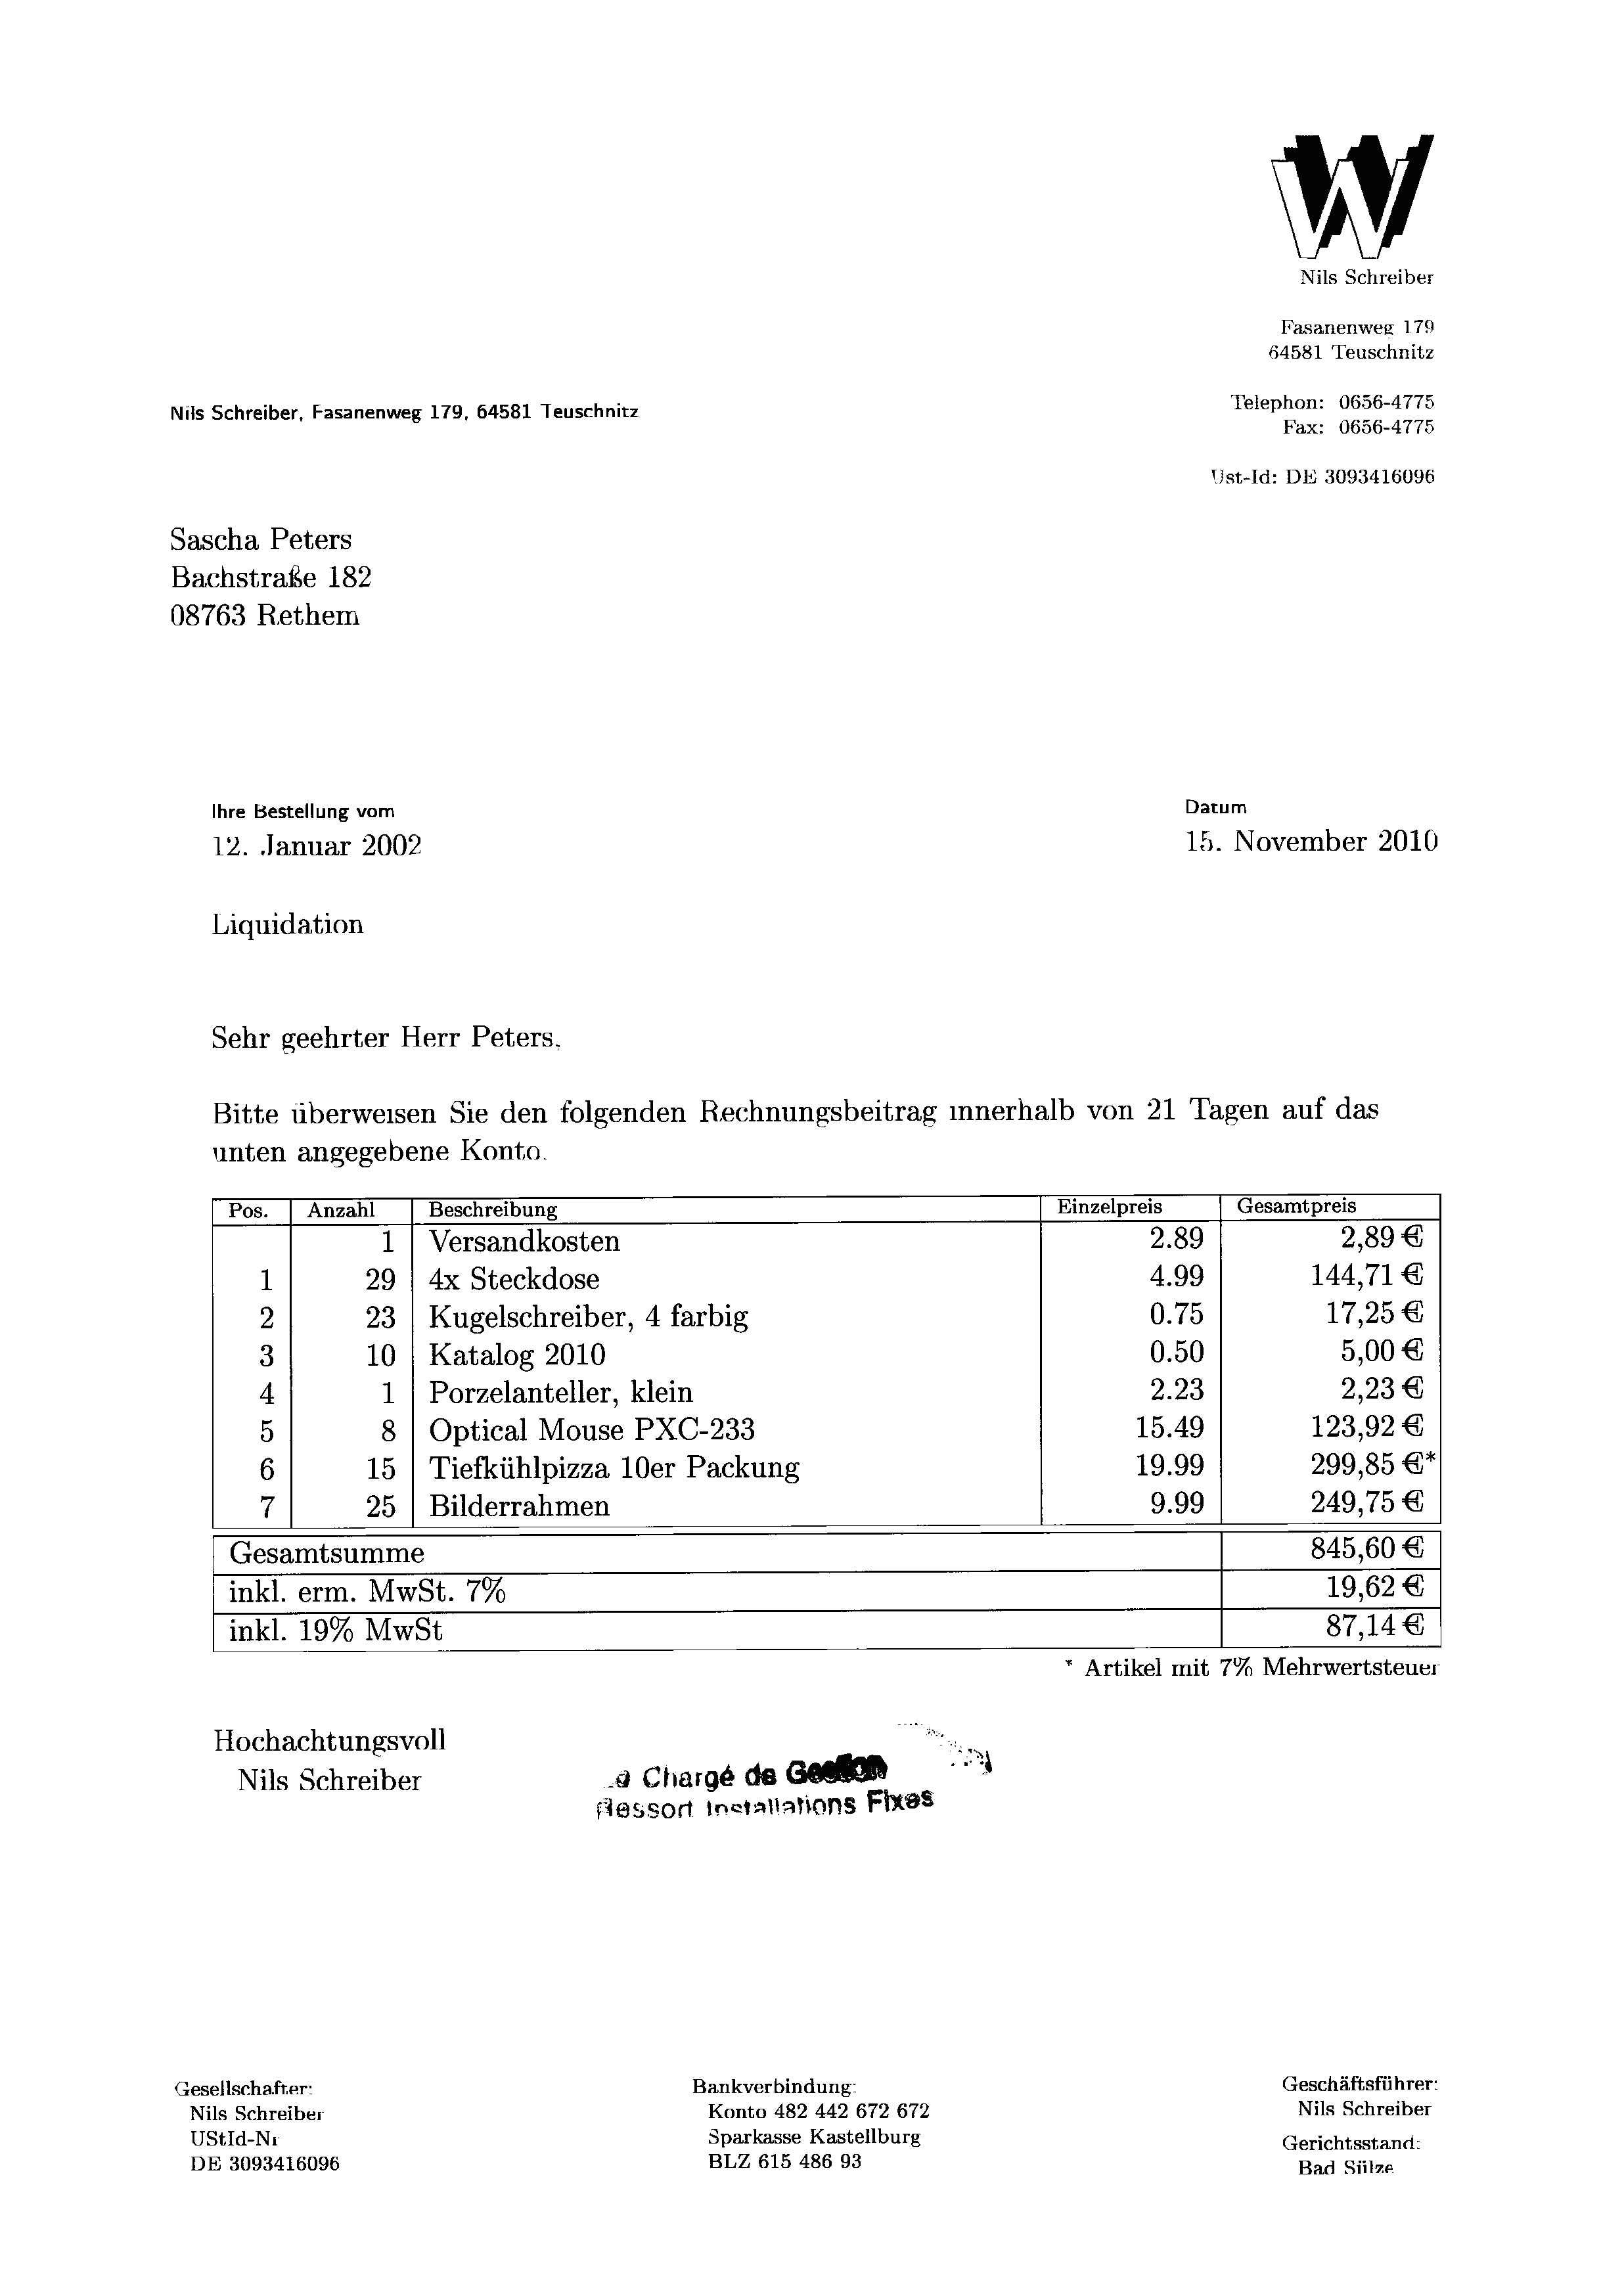 W
Nils Schreiber
Fasanenweg 179
64581 Teuschnitz
Telephon: 0656-4775
Fax: 0656-4775
Ust-Id: DE 3093416096
Nils Schreiber, Fasanenweg 179, 64581 Teuschnitz
Sascha Peters
Bachstraße 182
08763 Rethem
Ihre Bestellung vom
12. Januar 2002
Datum
15. November 2010
Liquidation
Sehr geehrter Herr Peters,
Bitte überweisen Sie den folgenden Rechnungsbeitrag innerhalb von 21 Tagen auf das
unten angegebene Konto.
Pos. Anzahl Beschreibung Einzelpreis Gesamtpreis
1 Versandkosten 2.89 2,89 €
1 29 4x Steckdose 4.99 144,71 €
2 23 Kugelschreiber, 4 farbig 0.75 17,25 €
3 10 Katalog 2010 0.50 5,00 €
4 1 Porzelanteller, klein 2.23 2,23 €
5 8 Optical Mouse PXC-233 15.49 123,92 €
6 15 Tiefkühlpizza 10er Packung 19.99 299,85 €*
7 25 Bilderrahmen 9.99 249,75 €
Gesamtsumme 845,60 €
inkl. erm. MwSt. 7% 19,62 €
inkl. 19% MwSt 87,14 €
* Artikel mit 7% Mehrwertsteuer
Hochachtungsvoll
Nils Schreiber
Chargé de Gestion
Ressort Installations Fixes
Gesellschafter:
Nils Schreiber
UStId-Nr
DE 3093416096
Bankverbindung:
Konto 482 442 672 672
Sparkasse Kastellburg
BLZ 615 486 93
Geschäftsführer:
Nils Schreiber
Gerichtsstand:
Bad Sülze